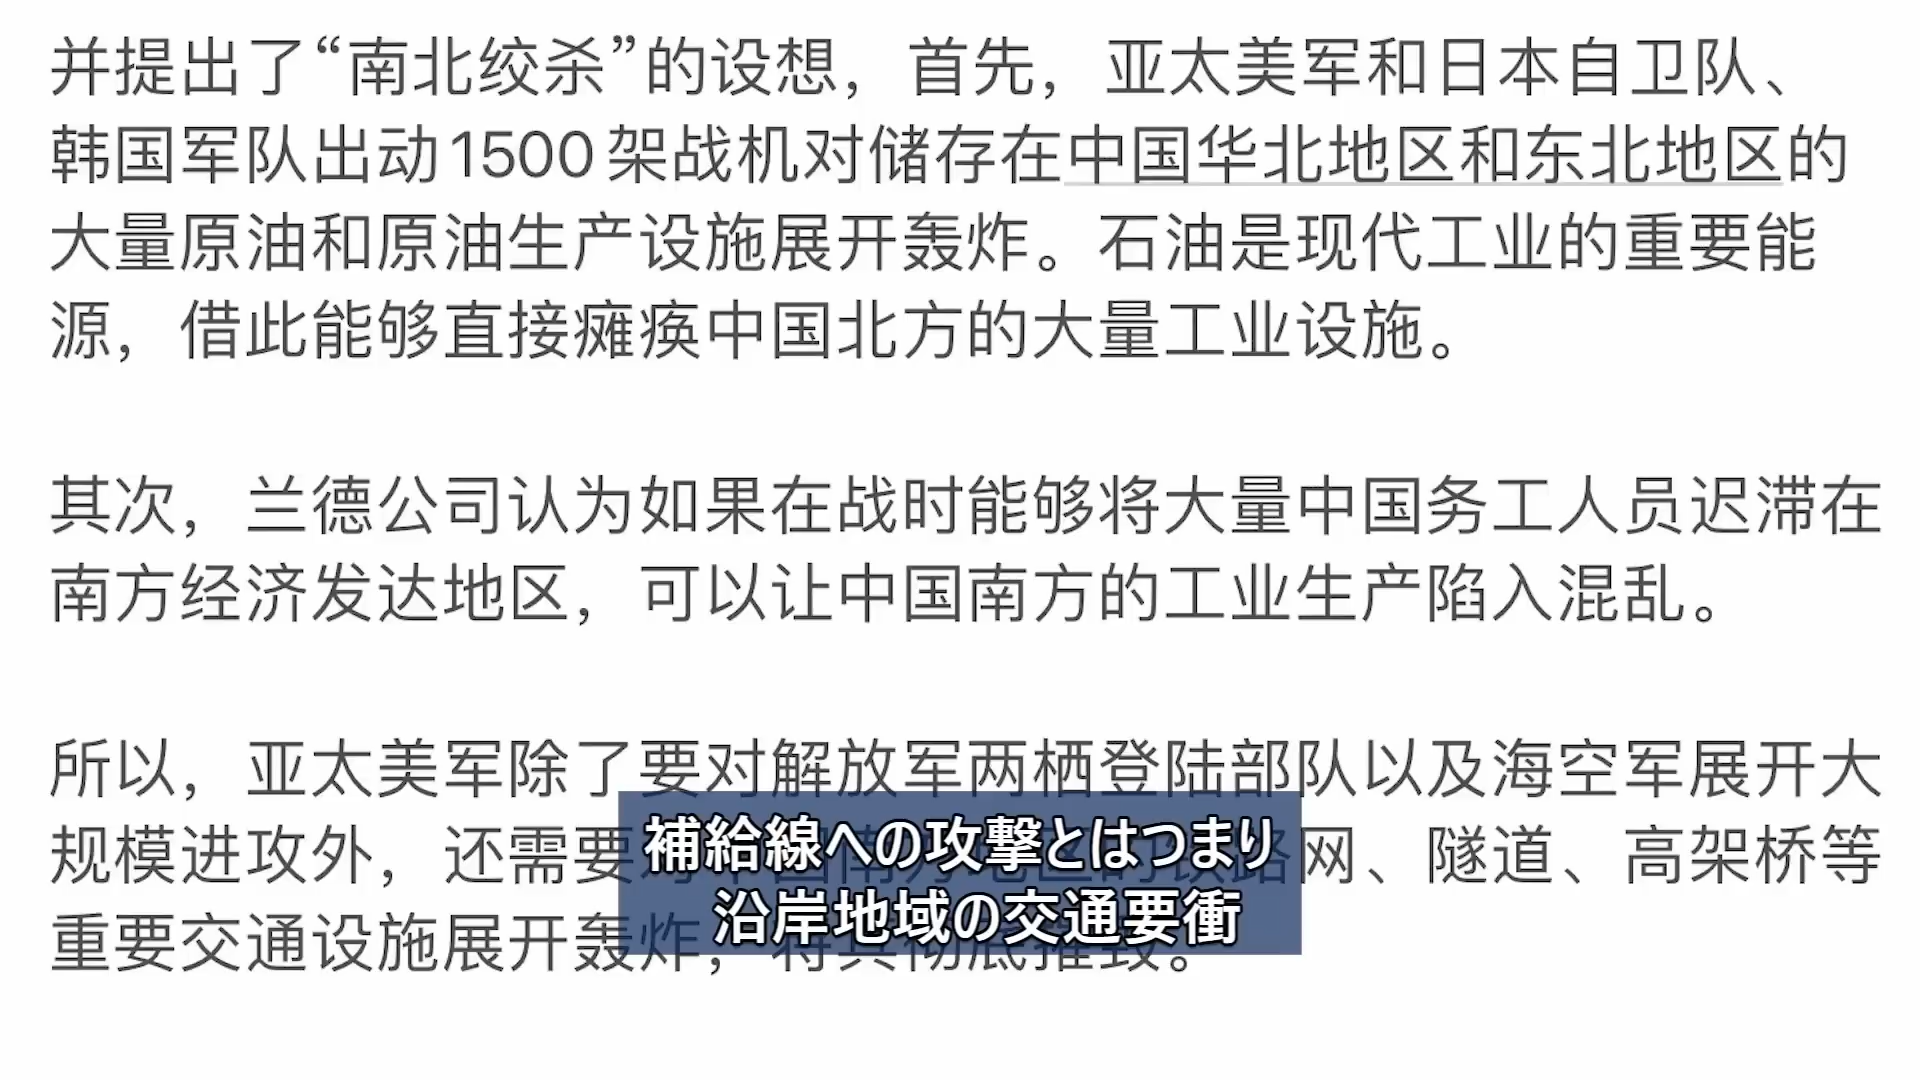 并提出了“南北绞杀”的设想，首先，亚太美军和日本自卫队、
韩国军队出动1500架战机对储存在中国华北地区和东北地区的
大量原油和原油生产设施展开轰炸。石油是现代工业的重要能
源，借此能够直接瘫痪中国北方的大量工业设施。
其次，兰德公司认为如果在战时能够将大量中国务工人员迟滞在
南方经济发达地区，可以让中国南方的工业生产陷入混乱。
所以，亚太美军除了要对解放军两栖登陆部队以及海空军展开大
规模进攻外，还需要 网、隧道、高架桥等
重要交通设施展开轰炸，将其彻底摧毁。
補給線への攻撃とはつまり
沿岸地域の交通要衝